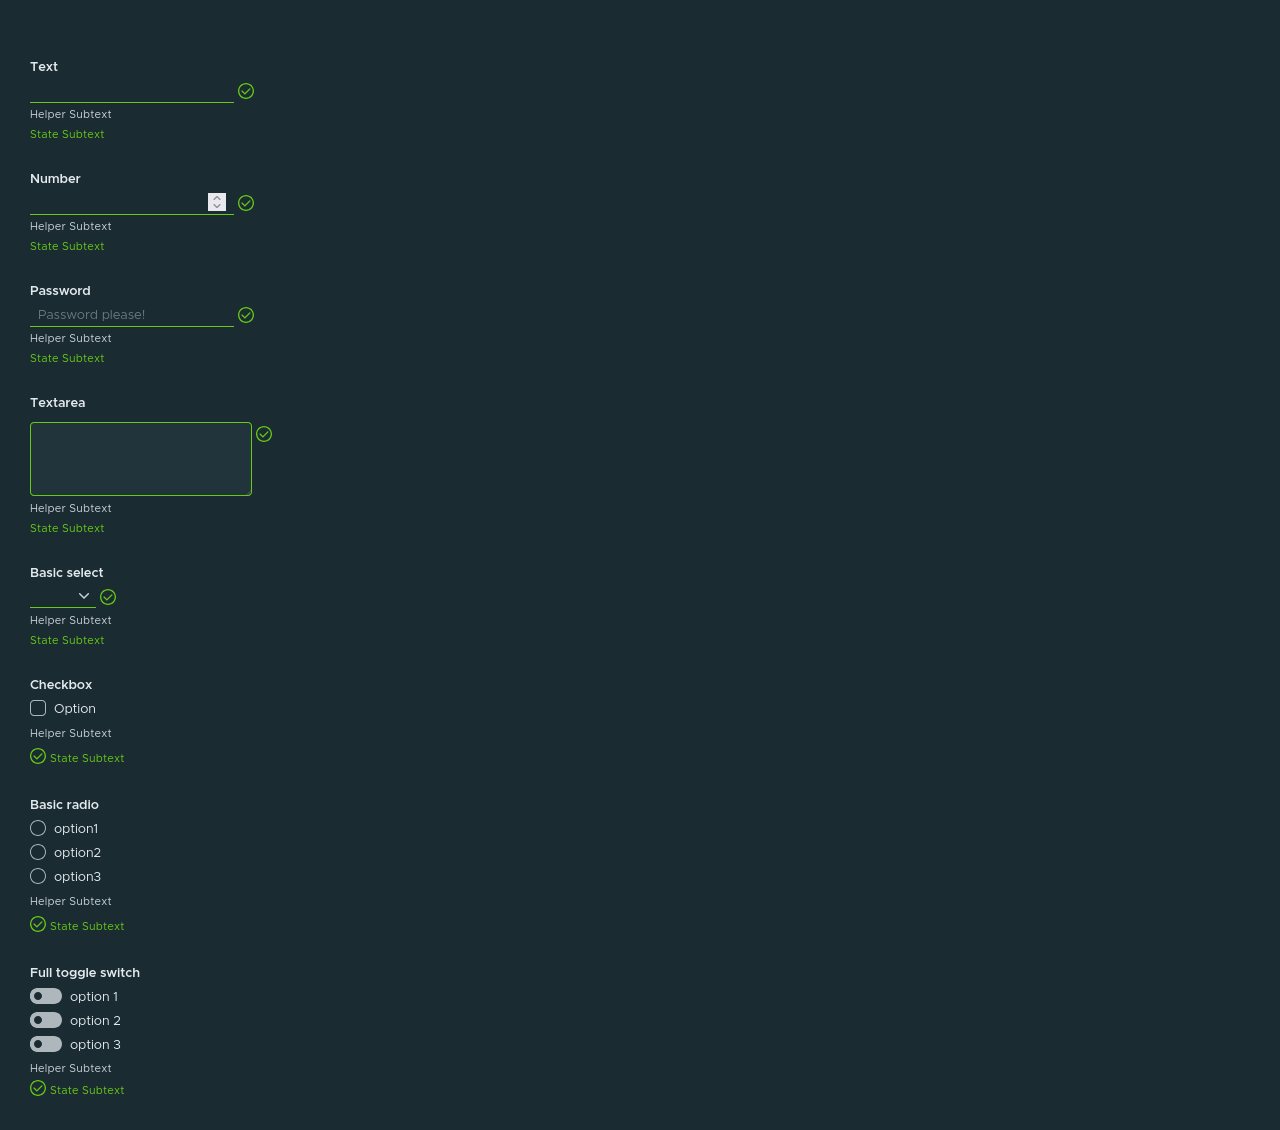 Text
Helper Subtext
State Subtext
Number
Helper Subtext
State Subtext
Password
Password please!
Helper Subtext
State Subtext
Textarea
Helper Subtext
State Subtext
Basic select
Helper Subtext
State Subtext
Checkbox
Option
Helper Subtext
State Subtext
Basic radio
option1
option2
option3
Helper Subtext
State Subtext
Full toggle switch
option 1
option 2
option 3
Helper Subtext
State Subtext